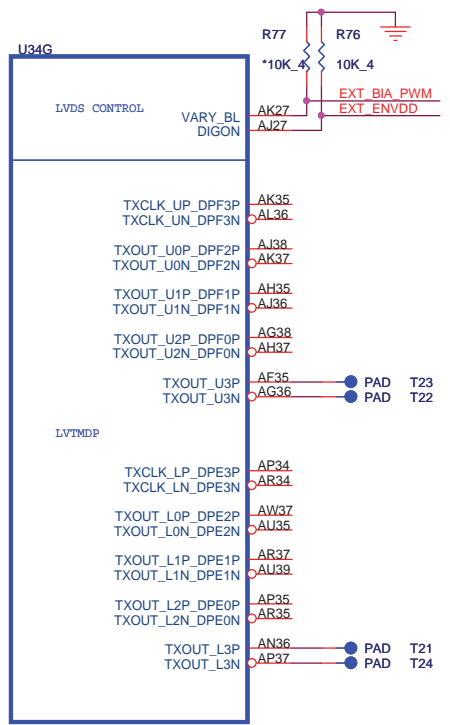 U34G
R77 R76
*10K_4 10K_4
LVDS CONTROL
EXT_BIA_PWM
VARY_BL AK27
EXT_ENVDD
DIGON AJ27
TXCLK_UP_DPF3P AK35
TXCLK_UN_DPF3N AL36
TXOUT_U0P_DPF2P AJ38
TXOUT_U0N_DPF2N AK37
TXOUT_U1P_DPF1P AH35
TXOUT_U1N_DPF1N AJ36
TXOUT_U2P_DPF0P AG38
TXOUT_U2N_DPF0N AH37
TXOUT_U3P AF35 PAD T23
TXOUT_U3N AG36 PAD T22
LVTMDP
TXCLK_LP_DPE3P AP34
TXCLK_LN_DPE3N AR34
TXOUT_L0P_DPE2P AW37
TXOUT_L0N_DPE2N AU35
TXOUT_L1P_DPE1P AR37
TXOUT_L1N_DPE1N AU39
TXOUT_L2P_DPE0P AP35
TXOUT_L2N_DPE0N AR35
TXOUT_L3P AN36 PAD T21
TXOUT_L3N AP37 PAD T24